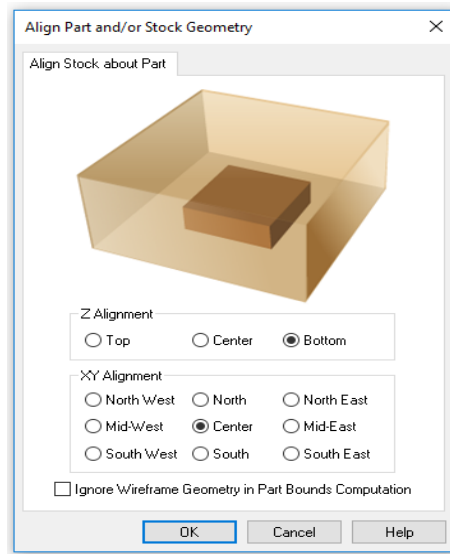 Align Part and/or Stock Geometry
Align Stock about Part
Z Alignment
Top Center Bottom
XY Alignment
North West North North East
Mid-West Center Mid-East
South West South South East
Ignore Wireframe Geometry in Part Bounds Computation
OK Cancel Help